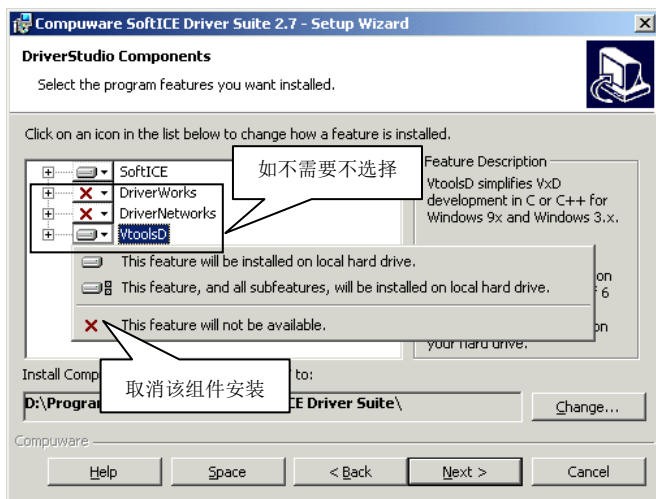 Compuware SoftICE Driver Suite 2.7 - Setup Wizard
DriverStudio Components
Select the program features you want installed.
Click on an icon in the list below to change how a feature is installed.
SoftICE
DriverWorks
DriverNetworks
VtoolsD
如不需要不选择
Feature Description
VtoolsD simplifies VxD
development in C or C++ for
Windows 9x and Windows 3.x.
This feature will be installed on local hard drive.
This feature, and all subfeatures, will be installed on local hard drive.
This feature will not be available.
on
6
on
your hard drive.
取消该组件安装
Install Comp
to:
D:\Progra
CE Driver Suite\
Change...
Compuware
Help
Space
< Back
Next >
Cancel